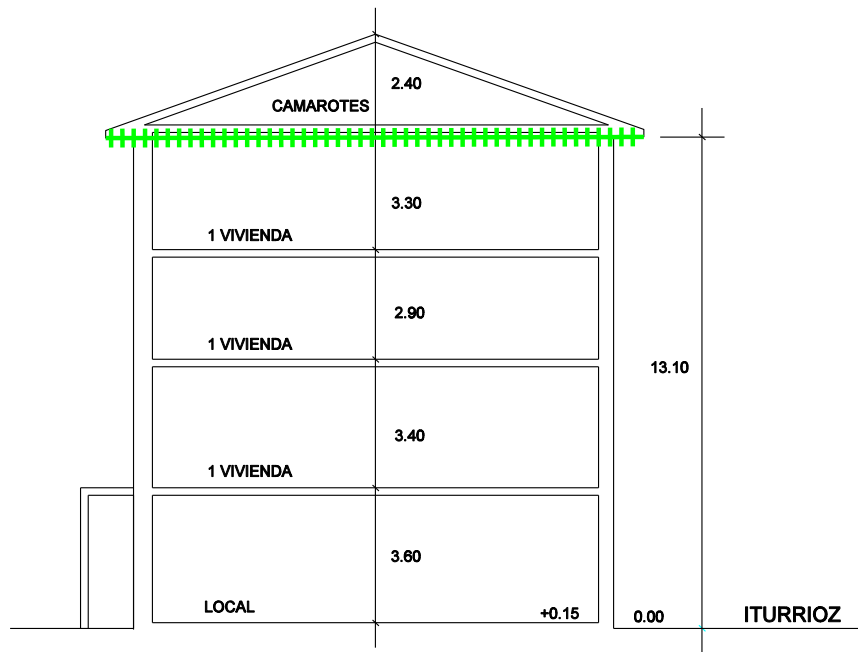 2.40
CAMAROTES
3.30
1 VIVIENDA
2.90
1 VIVIENDA
13.10
3.40
1 VIVIENDA
3.60
LOCAL
+0.15
0.00
ITURRIOZ